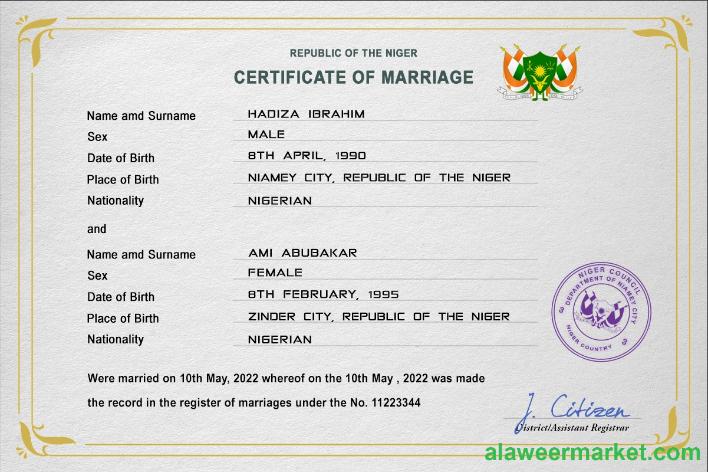 REPUBLIC OF THE NIGER
CERTIFICATE OF MARRIAGE
Name amd Surname HADIZA IBRAHIM
Sex MALE
Date of Birth 8TH APRIL, 1990
Place of Birth NIAMEY CITY, REPUBLIC OF THE NIGER
Nationality NIGERIAN
and
Name amd Surname AMI ABUBAKAR
Sex FEMALE
Date of Birth 8TH FEBRUARY, 1995
Place of Birth ZINDER CITY, REPUBLIC OF THE NIGER
Nationality NIGERIAN
NIGER COUNCIL
DEPARTMENT OF NIAMEY CITY
NIGER COUNTRY
Were married on 10th May, 2022 whereof on the 10th May , 2022 was made
the record in the register of marriages under the No. 11223344
J. Citizen
District/Assistant Registrar
alaweermarket.com